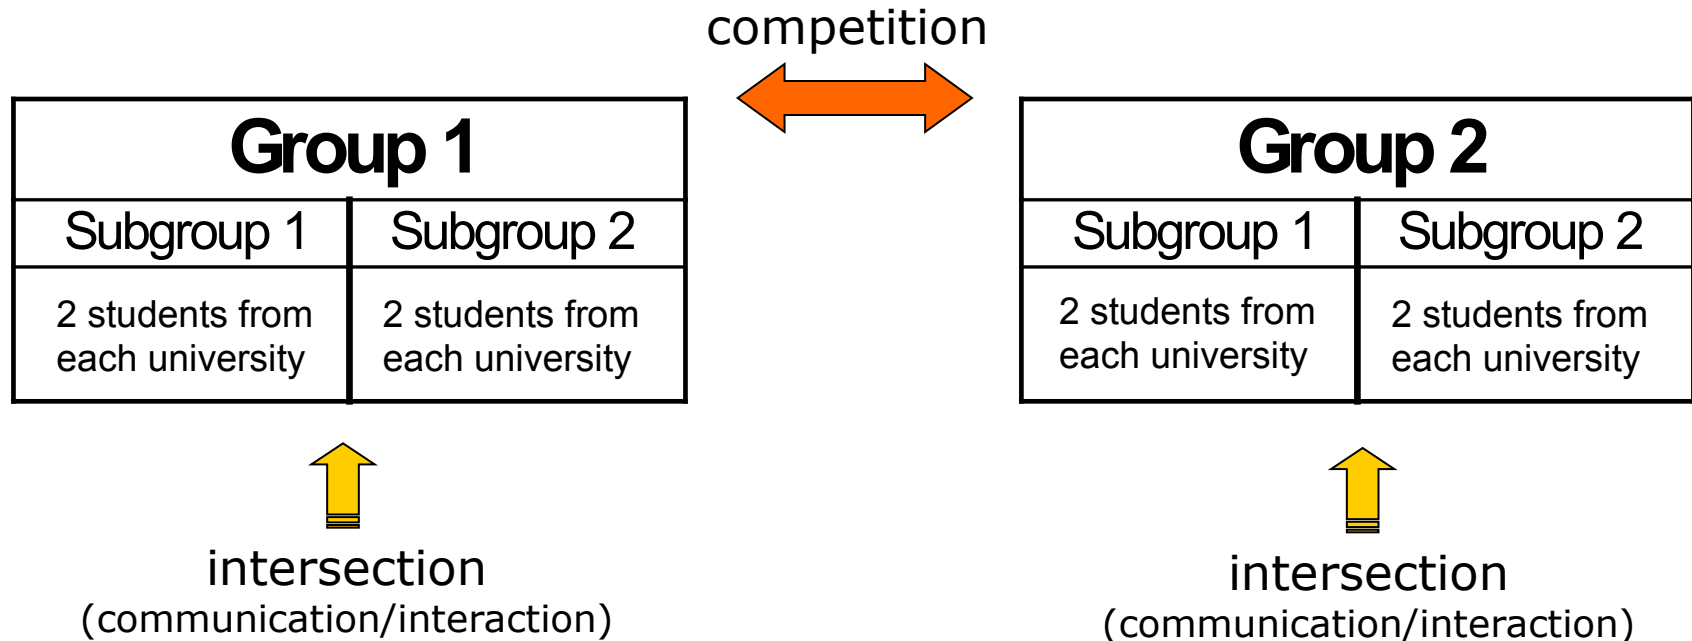 competition
Group 1
Subgroup 1
Subgroup 2
2 students from
each university
2 students from
each university
intersection
(communication/interaction)
Group 2
Subgroup 1
Subgroup 2
2 students from
each university
2 students from
each university
intersection
(communication/interaction)